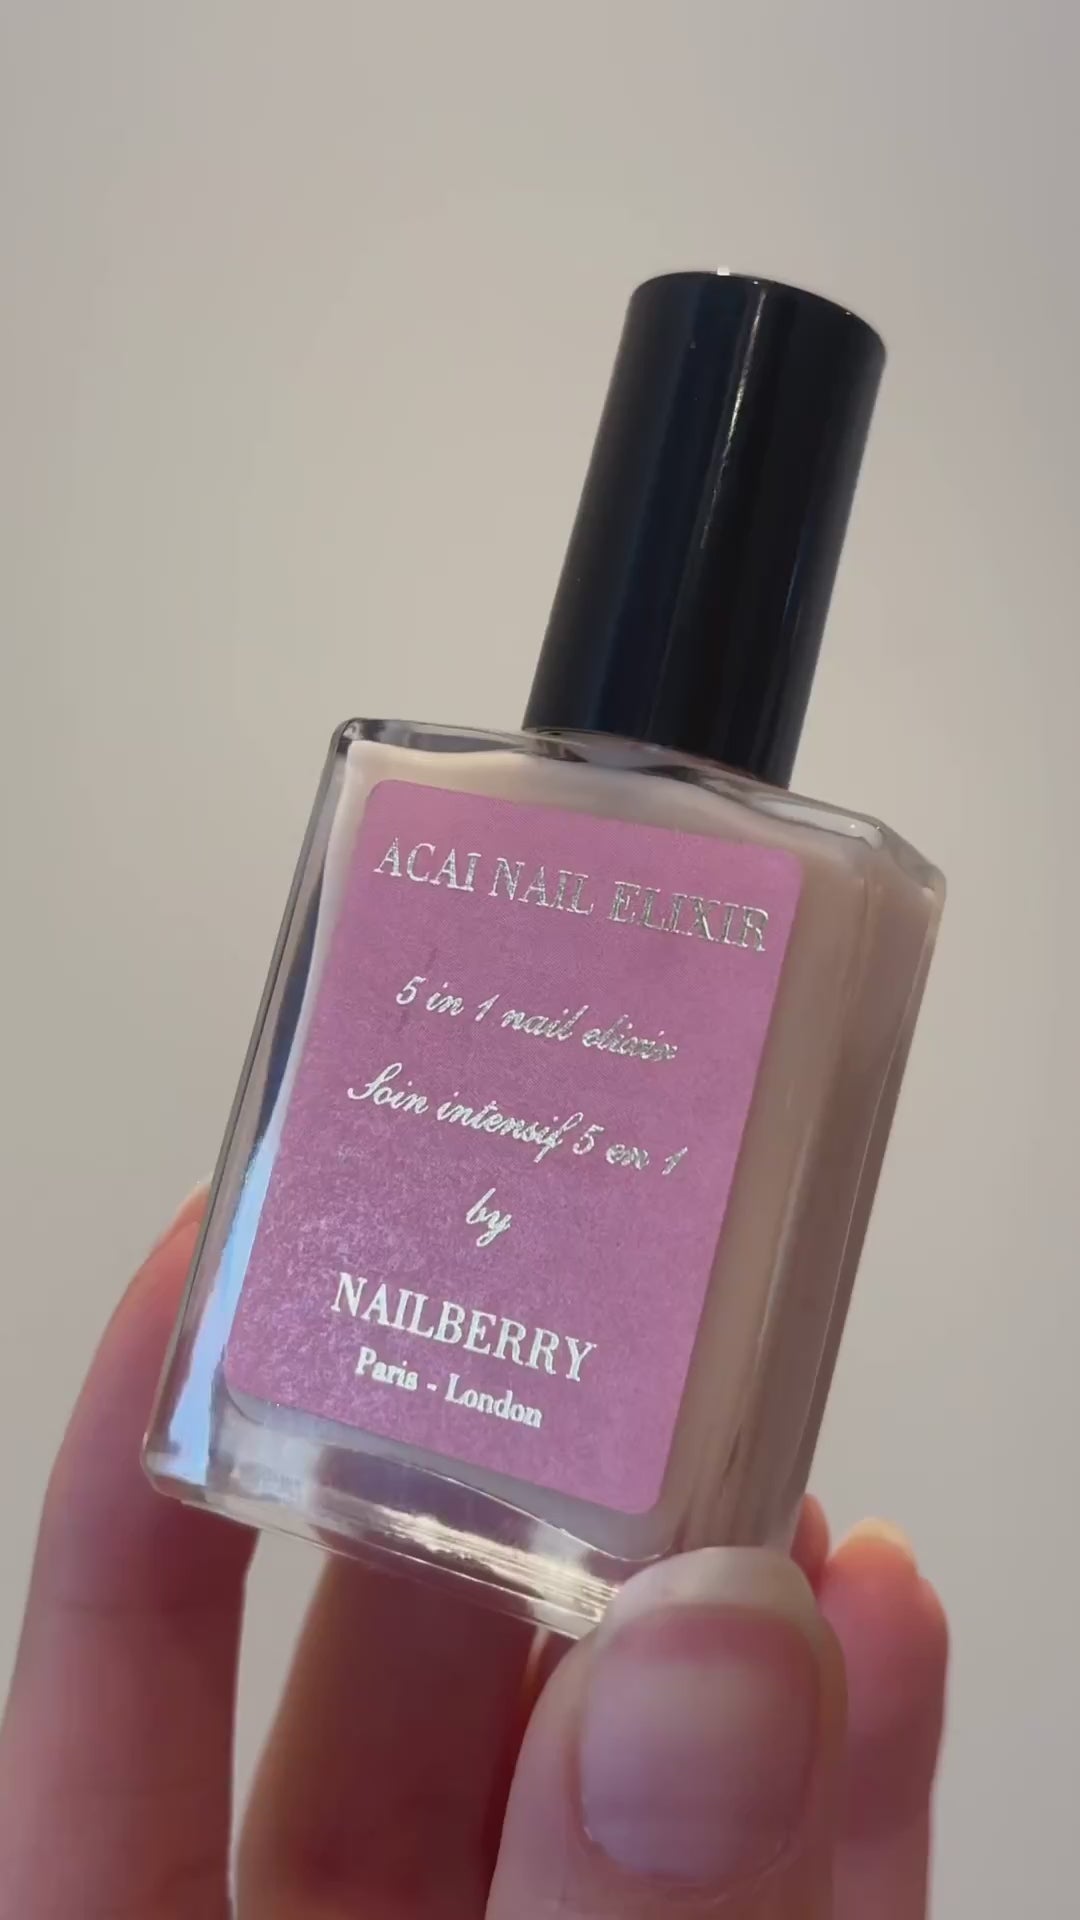 ACAI NAIL ELIXIR
5 in 1 nail elixir
Soin intensif 5 en 1
by
NAILBERRY
Paris - London